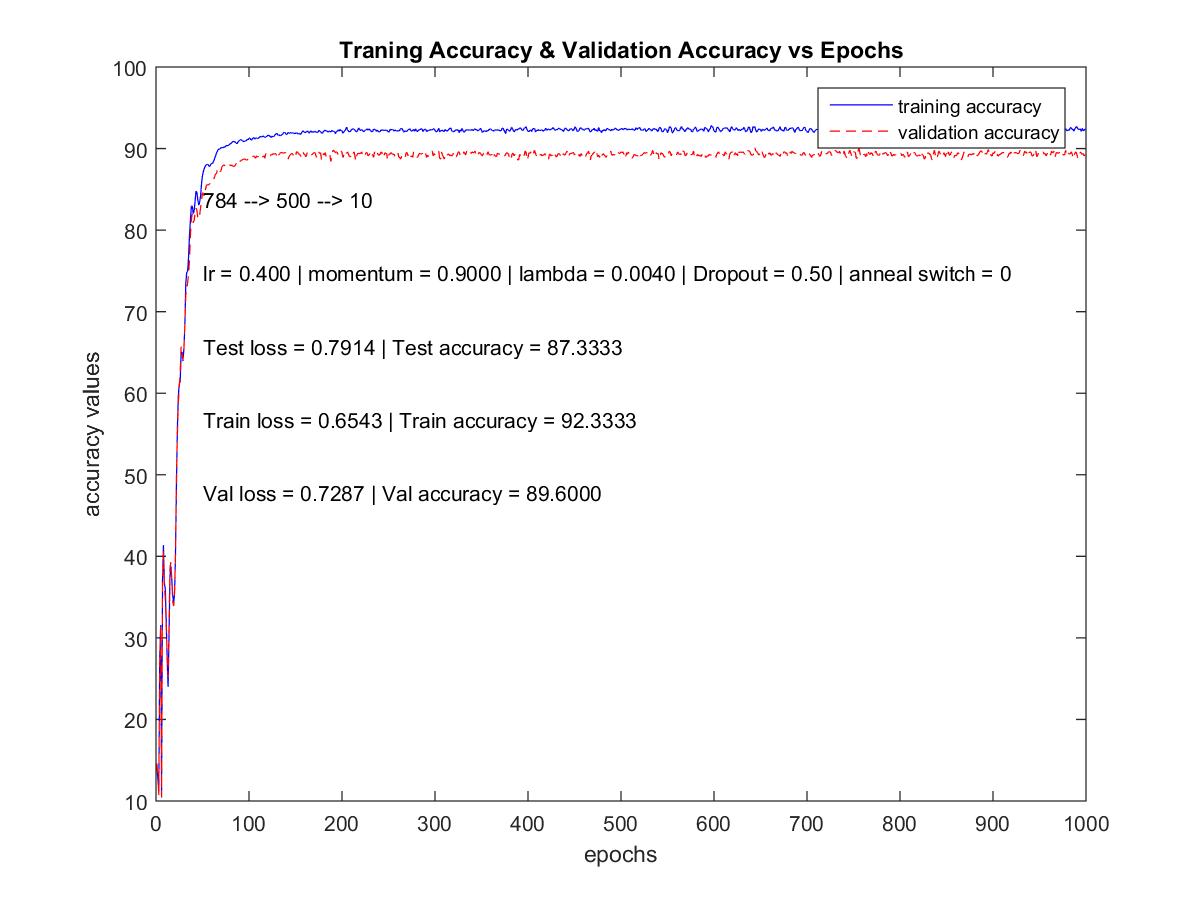 Traning Accuracy & Validation Accuracy vs Epochs
100
90
80
70
60
50
40
30
20
10
accuracy values
training accuracy
validation accuracy
784 --> 500 --> 10
lr = 0.400 | momentum = 0.9000 | lambda = 0.0040 | Dropout = 0.50 | anneal switch = 0
Test loss = 0.7914 | Test accuracy = 87.3333
Train loss = 0.6543 | Train accuracy = 92.3333
Val loss = 0.7287 | Val accuracy = 89.6000
0 100 200 300 400 500 600 700 800 900 1000
epochs